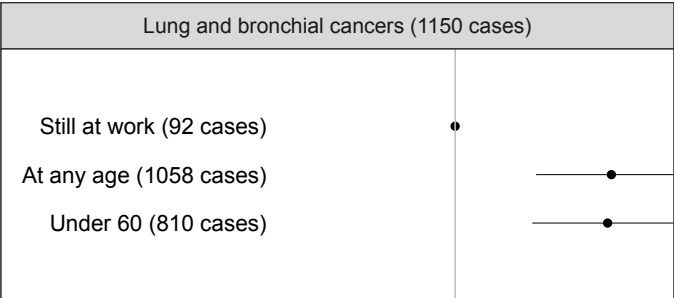 Lung and bronchial cancers (1150 cases)
Still at work (92 cases)
At any age (1058 cases)
Under 60 (810 cases)